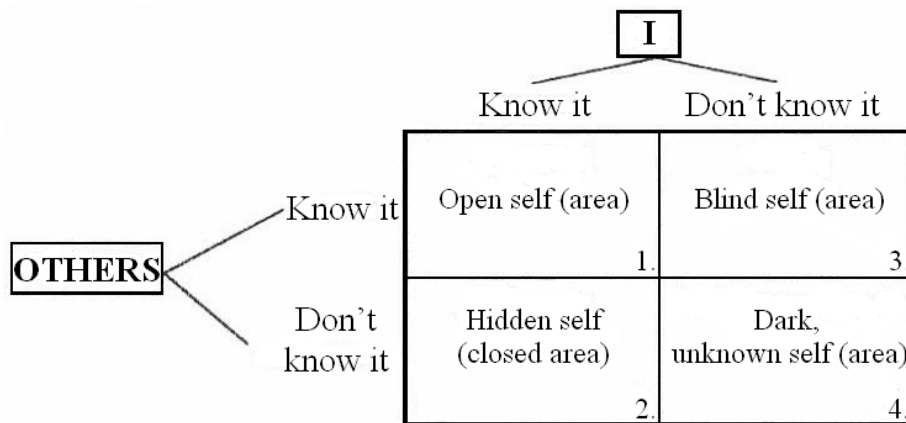 I
Know it
Don't know it
OTHERS
Know it
Open self (area)
1.
Blind self (area)
3
Don't
know it
Hidden self
(closed area)
2.
Dark,
unknown self (area)
4.